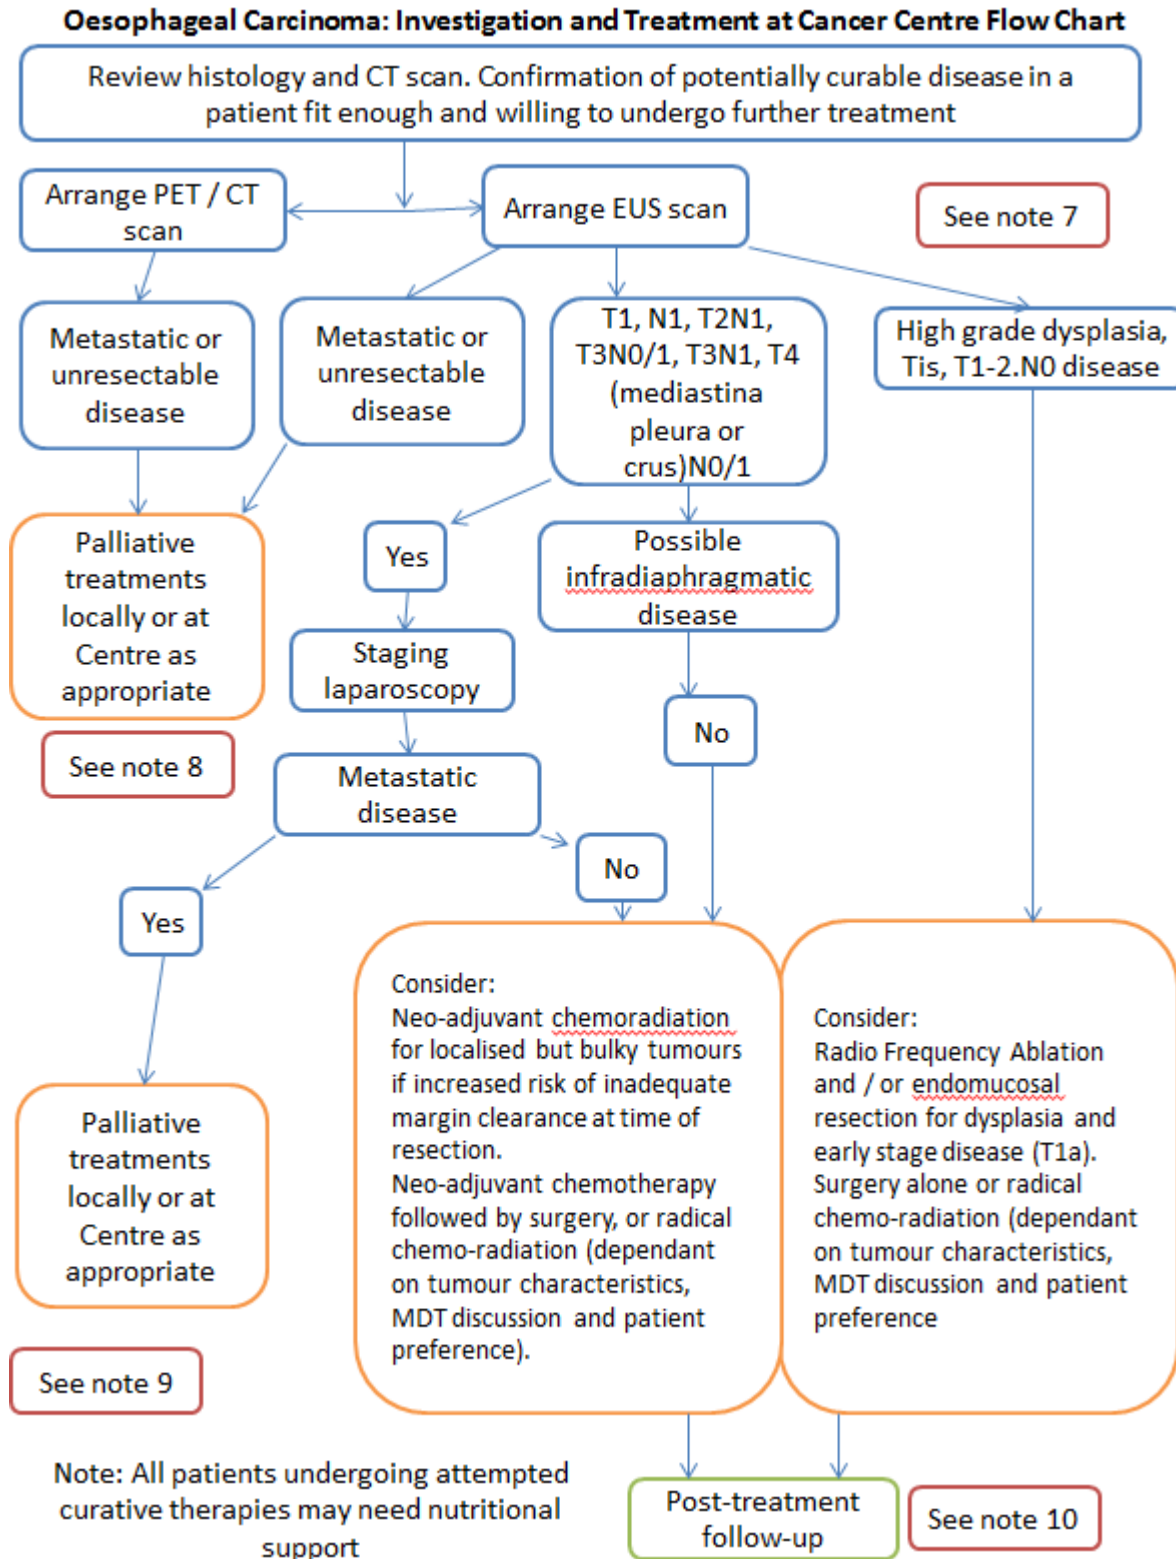 Oesophageal Carcinoma: Investigation and Treatment at Cancer Centre Flow Chart
Review histology and CT scan. Confirmation of potentially curable disease in a
patient fit enough and willing to undergo further treatment
Arrange PET / CT
scan
Arrange EUS scan
See note 7
Metastatic or
unresectable
disease
Metastatic or
unresectable
disease
T1, N1, T2N1,
T3N0/1, T3N1, T4
(mediastina
pleura or
crus)N0/1
High grade dysplasia,
Tis, T1-2.N0 disease
Palliative
treatments
locally or at
Centre as
appropriate
Yes
Possible
infradiaphragmatic
disease
Staging
laparoscopy
No
See note 8
Metastatic
disease
No
Yes
Consider:
Neo-adjuvant chemoradiation
for localised but bulky tumours
if increased risk of inadequate
margin clearance at time of
resection.
Neo-adjuvant chemotherapy
followed by surgery, or radical
chemo-radiation (dependant
on tumour characteristics,
MDT discussion and patient
preference).
Consider:
Radio Frequency Ablation
and / or endomucosal
resection for dysplasia and
early stage disease (T1a).
Surgery alone or radical
chemo-radiation (dependant
on tumour characteristics,
MDT discussion and patient
preference
Palliative
treatments
locally or at
Centre as
appropriate
See note 9
Note: All patients undergoing attempted
curative therapies may need nutritional
support
Post-treatment
follow-up
See note 10